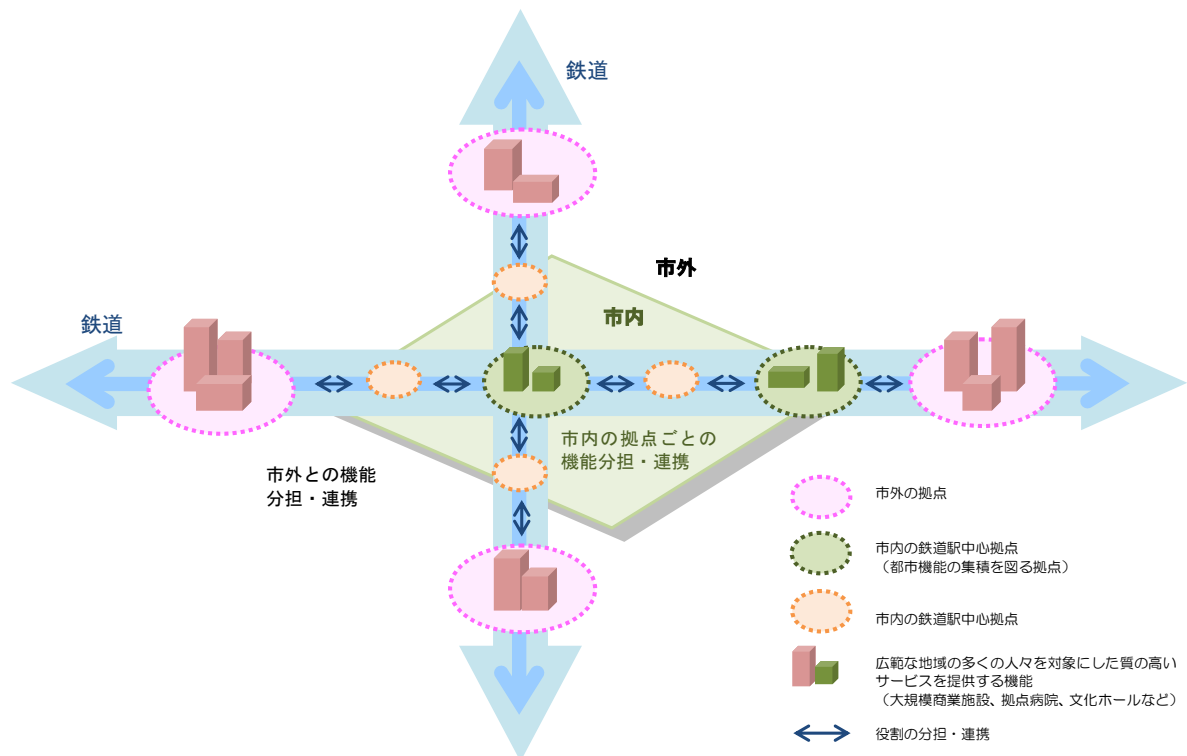 鉄道
市外
市内
鉄道
市内の拠点ごとの
機能分担・連携
市外との機能
分担・連携
市外の拠点
市内の鉄道駅中心拠点
（都市機能の集積を図る拠点）
市内の鉄道駅中心拠点
広範な地域の多くの人々を対象にした質の高い
サービスを提供する機能
（大規模商業施設、拠点病院、文化ホールなど）
役割の分担・連携